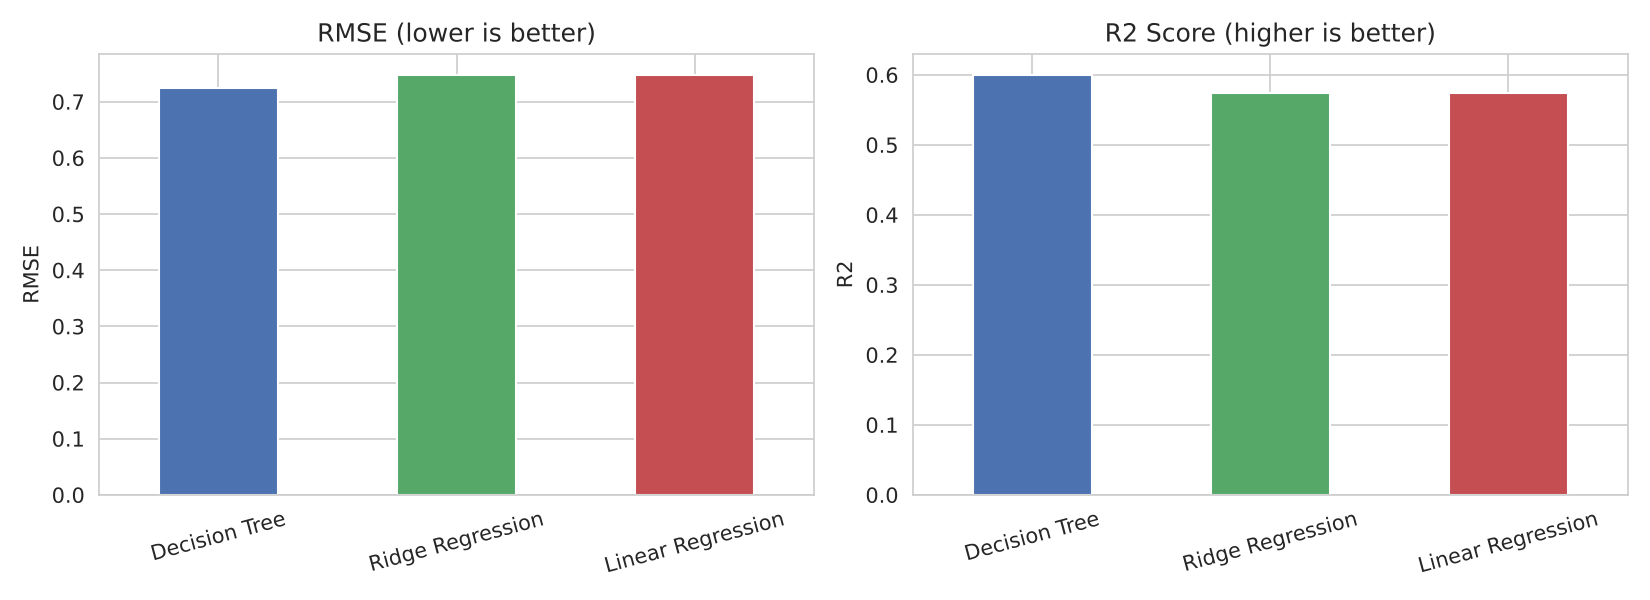 RMSE (lower is better)
RMSE
0.7
0.6
0.5
0.4
0.3
0.2
0.1
0.0
Decision Tree
Ridge Regression
Linear Regression
R2 Score (higher is better)
R2
0.6
0.5
0.4
0.3
0.2
0.1
0.0
Decision Tree
Ridge Regression
Linear Regression